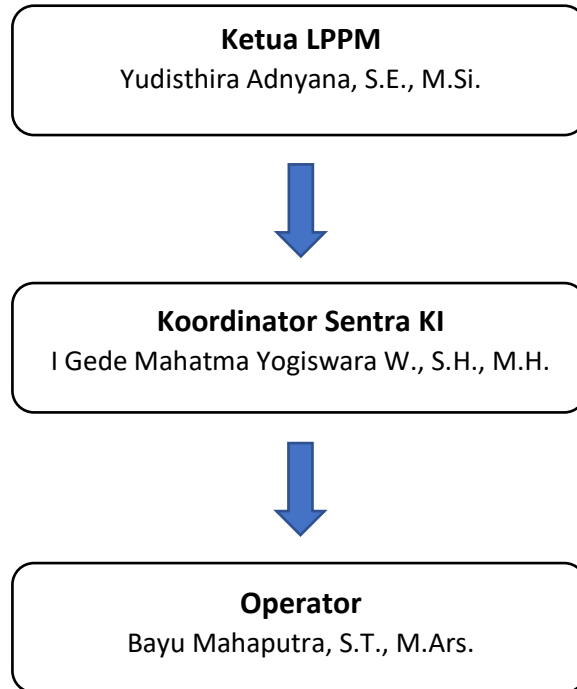 Ketua LPPM
Yudisthira Adnyana, S.E., M.Si.
Koordinator Sentra KI
I Gede Mahatma Yogiswara W., S.H., M.H.
Operator
Bayu Mahaputra, S.T., M.Ars.